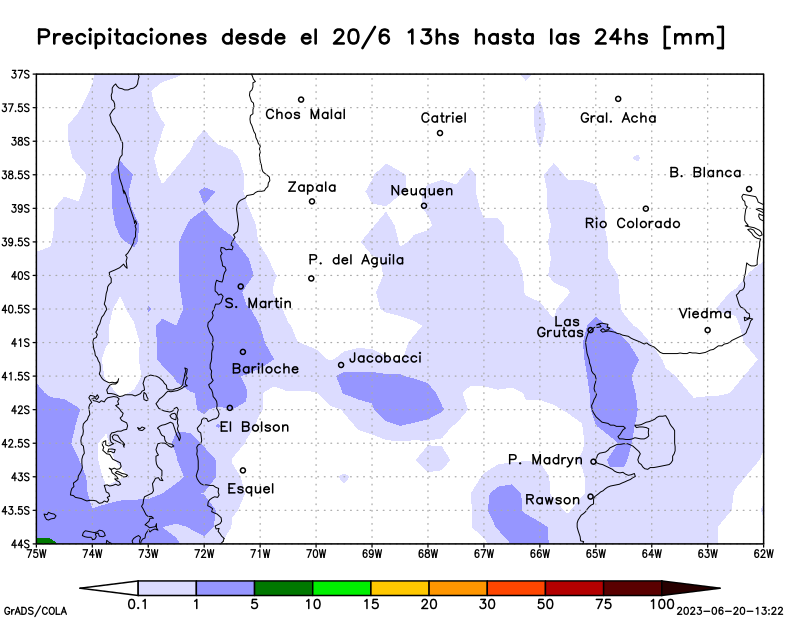 Precipitaciones desde el 20/6 13hs hasta las 24hs [mm]
37S
37.5S
38S
38.5S
39S
39.5S
40S
40.5S
41S
41.5S
42S
42.5S
43S
43.5S
44S
Chos Malal
Catriel
Gral. Acha
B. Blanca
Zapala
Neuquen
Rio Colorado
P. del Aguila
S. Martin
Viedma
Las
Grutas
Jacobacci
Bariloche
El Bolson
P. Madryn
Esquel
Rawson
75W 74W 73W 72W 71W 70W 69W 68W 67W 66W 65W 64W 63W 62W
0.1 1 5 10 15 20 30 50 75 100
GrADS/COLA
2023-06-20-13:22